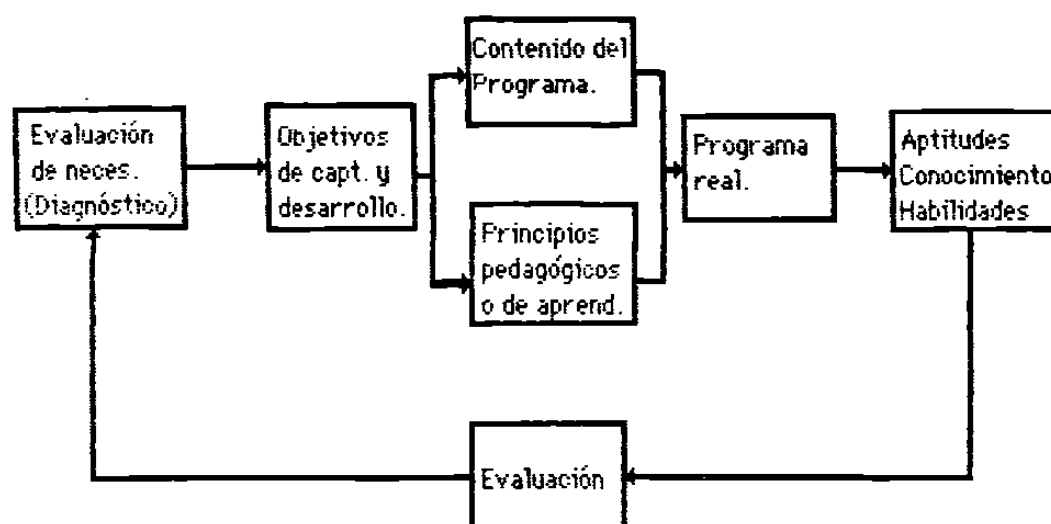 Evaluación
de neces.
(Diagnóstico)
Objetivos
de capt. y
desarrollo.
Contenido del
Programa.
Principios
pedagógicos
o de aprend.
Programa
real.
Aptitudes
Conocimiento
Habilidades
Evaluación